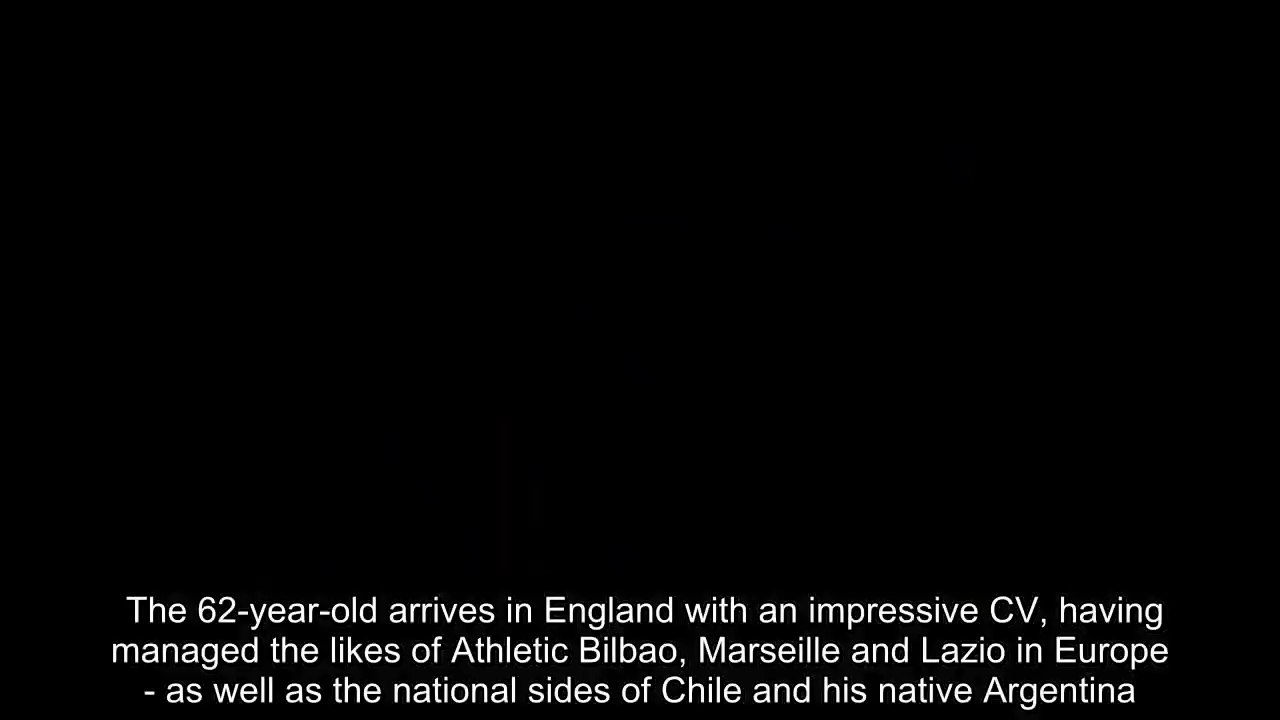 The 62-year-old arrives in England with an impressive CV, having
managed the likes of Athletic Bilbao, Marseille and Lazio in Europe
- as well as the national sides of Chile and his native Argentina